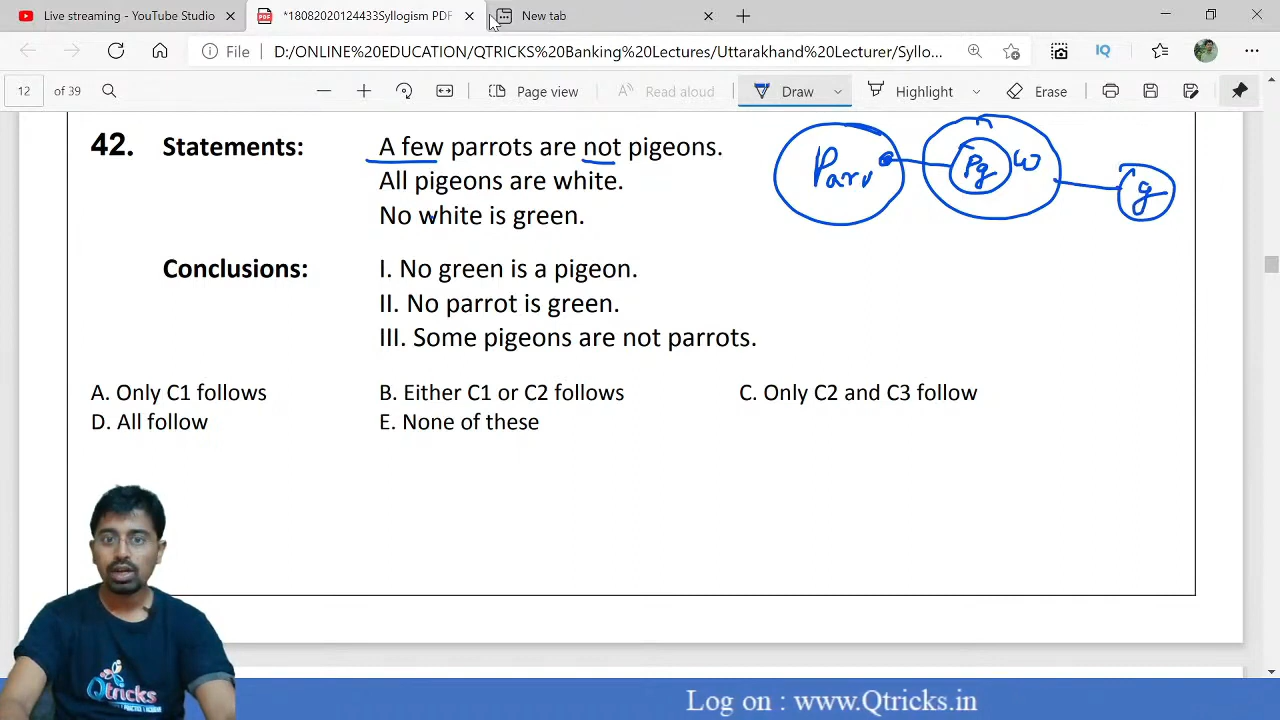 Live streaming - YouTube Studio
*18082020124433Syllogism PDF
New tab
File
D:/ONLINE%20EDUCATION/QTRICKS%20Banking%20Lectures/Uttarakhand%20Lecturer/Syllo...
IQ
12 of 39
Page view
Read aloud
Draw
Highlight
Erase
42. Statements: A few parrots are not pigeons.
All pigeons are white.
No white is green.
Parr
Pg
w
g
Conclusions: I. No green is a pigeon.
II. No parrot is green.
III. Some pigeons are not parrots.
A. Only C1 follows B. Either C1 or C2 follows C. Only C2 and C3 follow
D. All follow E. None of these
Qtricks
Log on : www.Qtricks.in